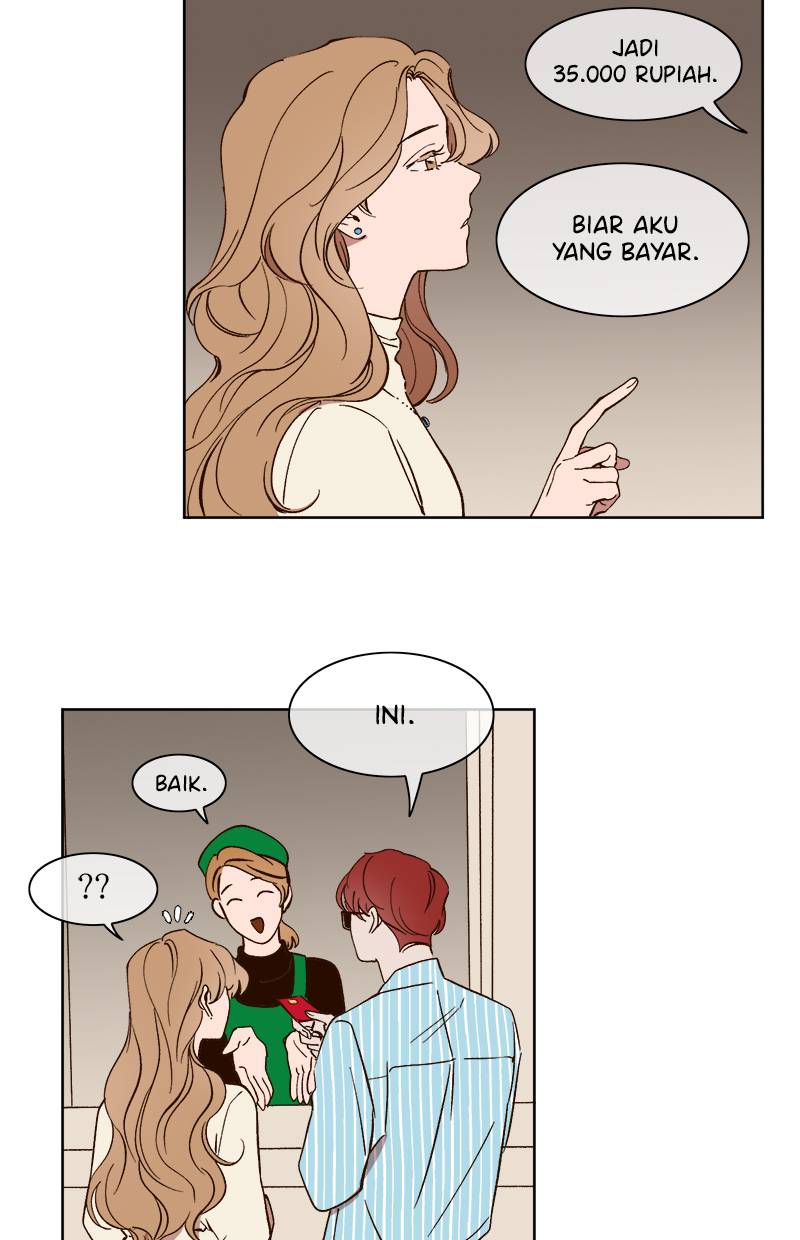 JADI
35.000 RUPIAH.
BIAR AKU
YANG BAYAR.
INI.
BAIK.
??